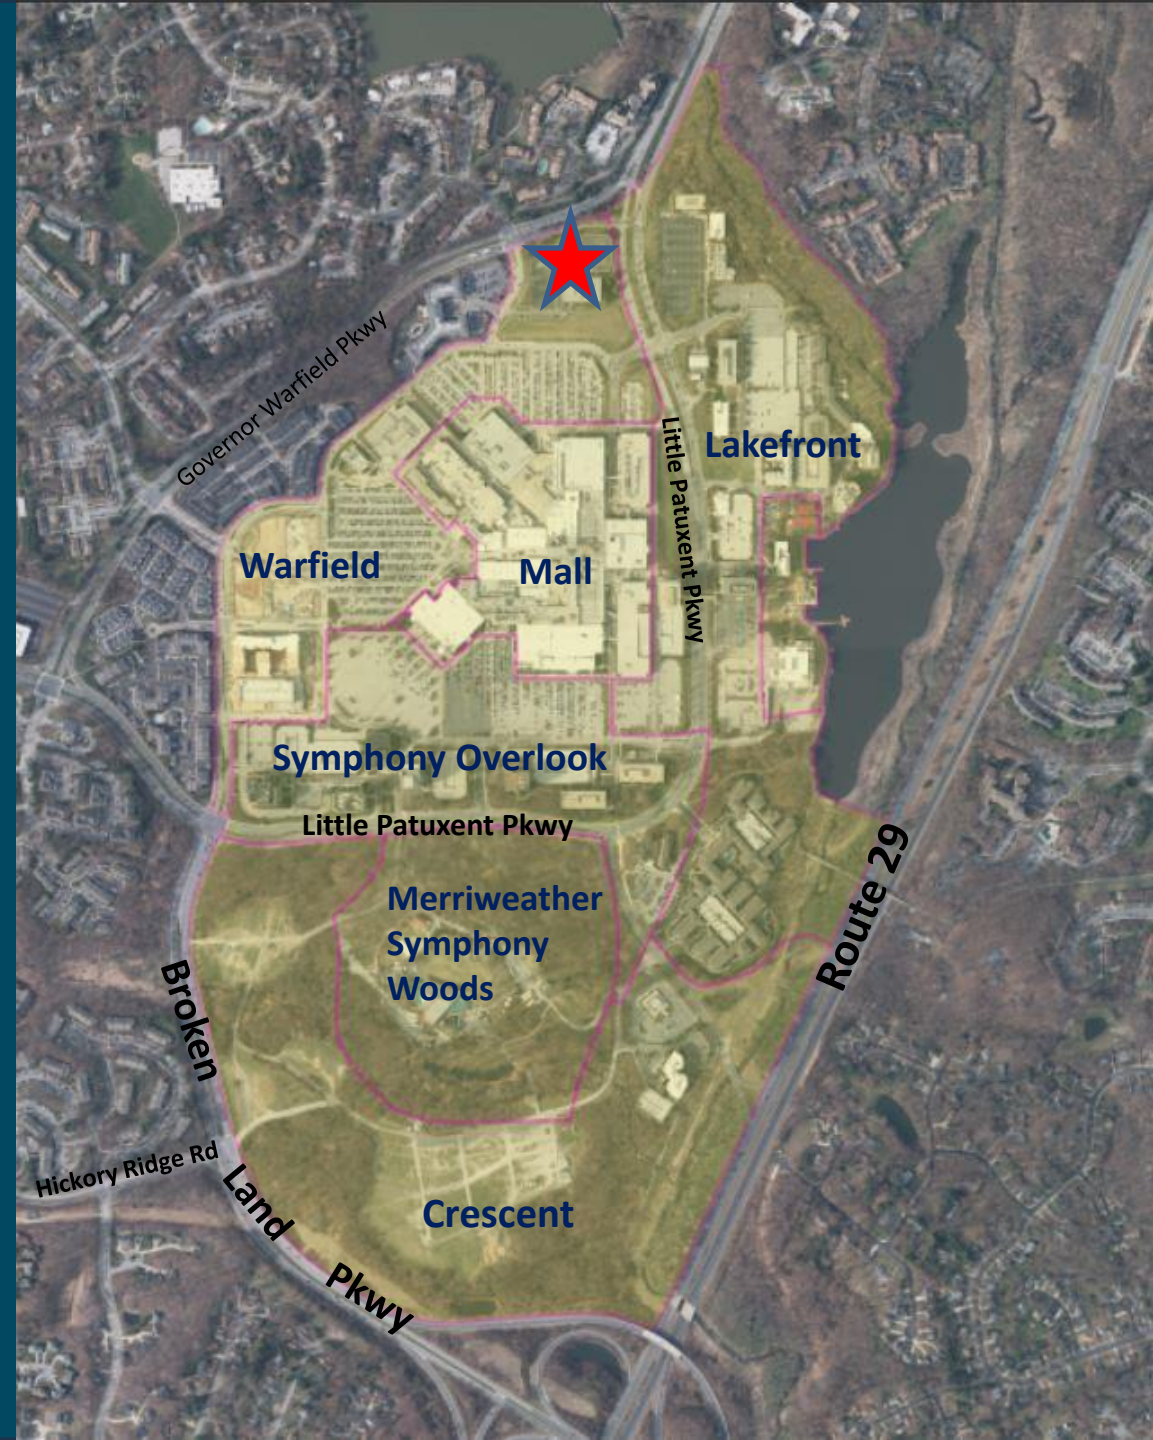 Governor Warfield Pkwy
Little Patuxent Pkwy
Lakefront
Warfield
Mall
Symphony Overlook
Little Patuxent Pkwy
Merriweather
Symphony
Woods
Route 29
Broken
Land
Pkwy
Hickory Ridge Rd
Crescent